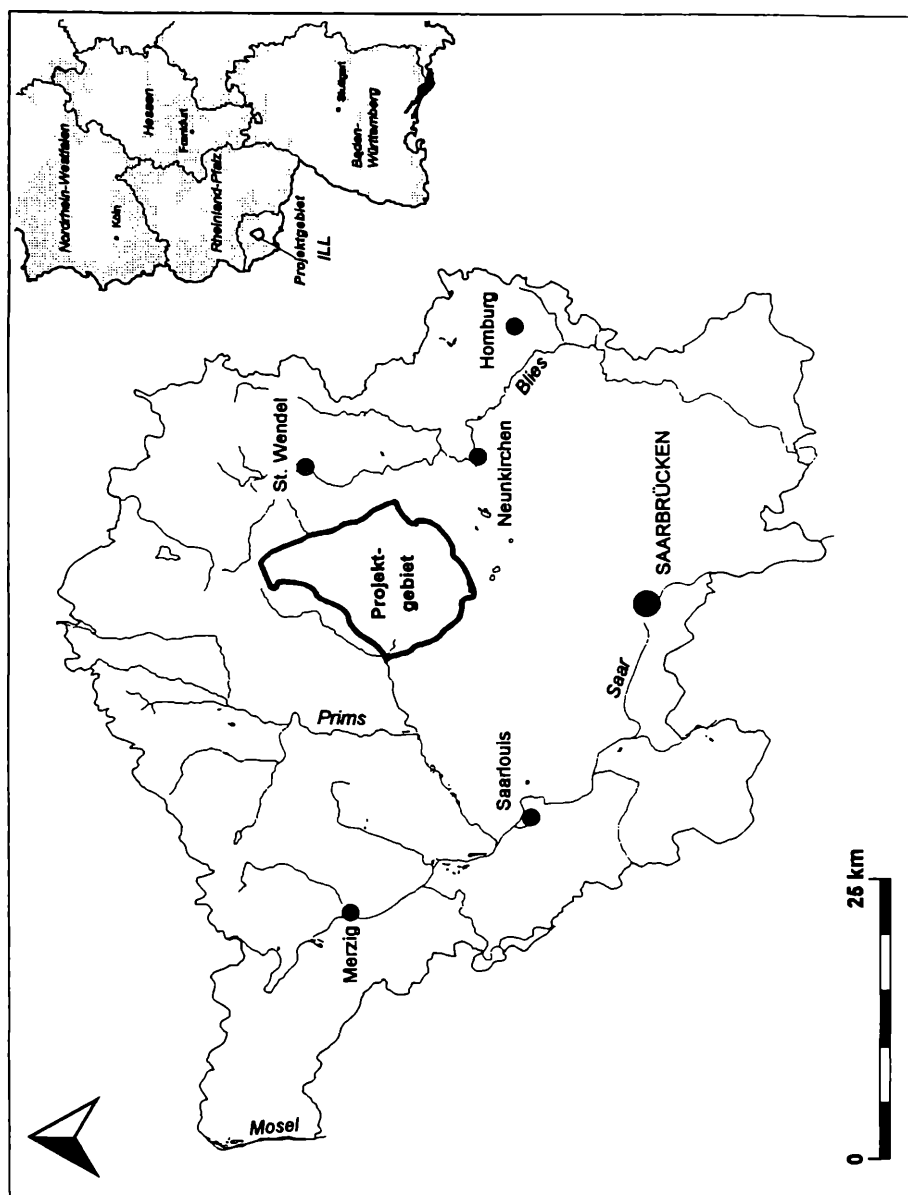 Nordrhein-Westfalen
Köln
Hessen
Frankfurt
Rheinland-Pfalz
Projektgebiet
ILL
Stuttgart
Baden-
Württemberg
Mosel
Merzig
Prims
Saarlouis
Projekt-
gebiet
St. Wendel
Neunkirchen
Homburg
Blies
Saar
SAARBRÜCKEN
0
25 km